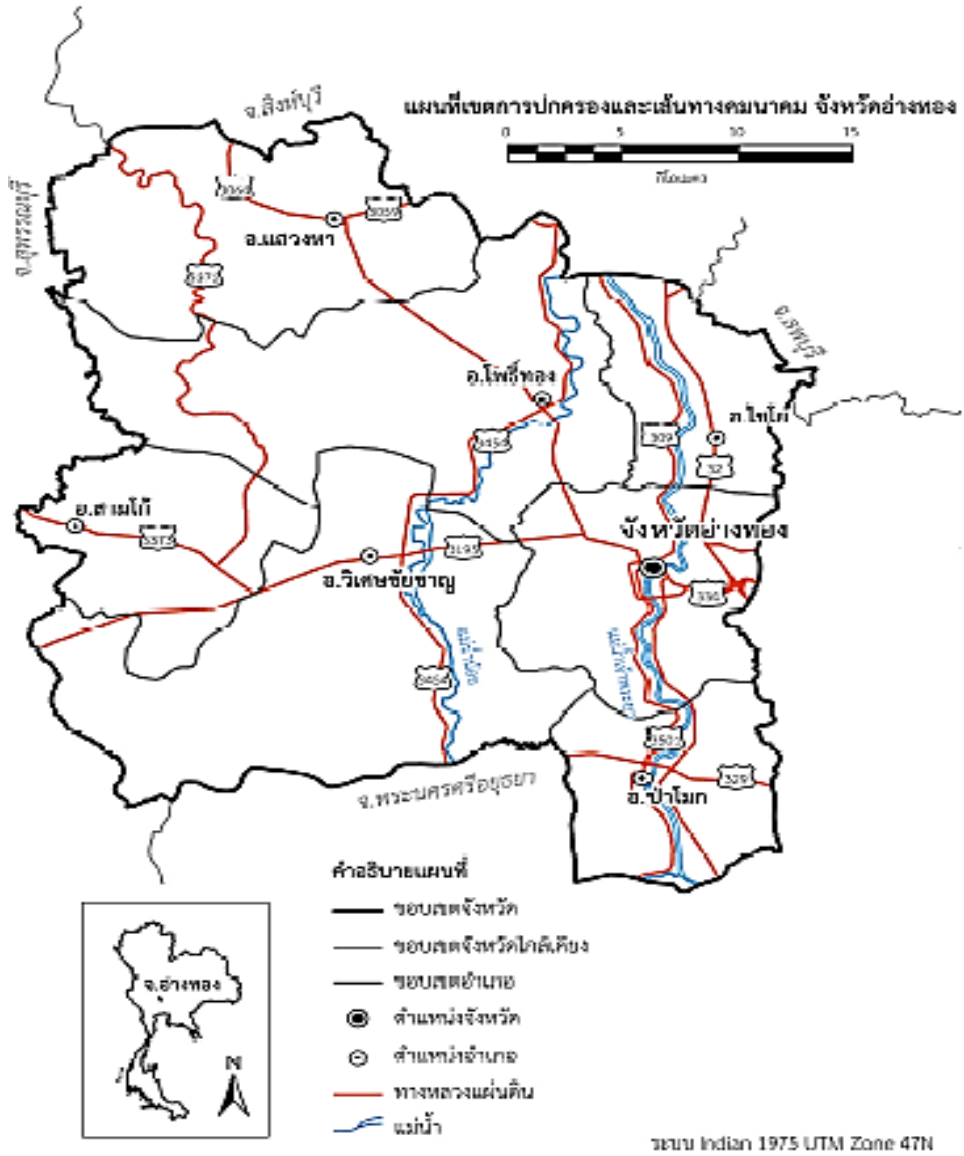 แผนที่เขตการปกครองและเส้นทางคมนาคม จังหวัดอ่างทอง
0 5 10 15
กิโลเมตร
จ.สิงห์บุรี
จ.สุพรรณบุรี
จ.ลพบุรี
3064
3059
อ.แสวงหา
3372
อ.โพธิ์ทอง
อ.ไชโย
3454
309
32
อ.สามโก้
3373
จังหวัดอ่างทอง
3195
อ.วิเศษชัยชาญ
334
แม่น้ำน้อย
แม่น้ำเจ้าพระยา
3454
3501
329
อ.ป่าโมก
จ.พระนครศรีอยุธยา
คำอธิบายแผนที่
ขอบเขตจังหวัด
ขอบเขตจังหวัดใกล้เคียง
ขอบเขตอำเภอ
ตำแหน่งจังหวัด
ตำแหน่งอำเภอ
ทางหลวงแผ่นดิน
แม่น้ำ
จ.อ่างทอง
N
ระบบ Indian 1975 UTM Zone 47N